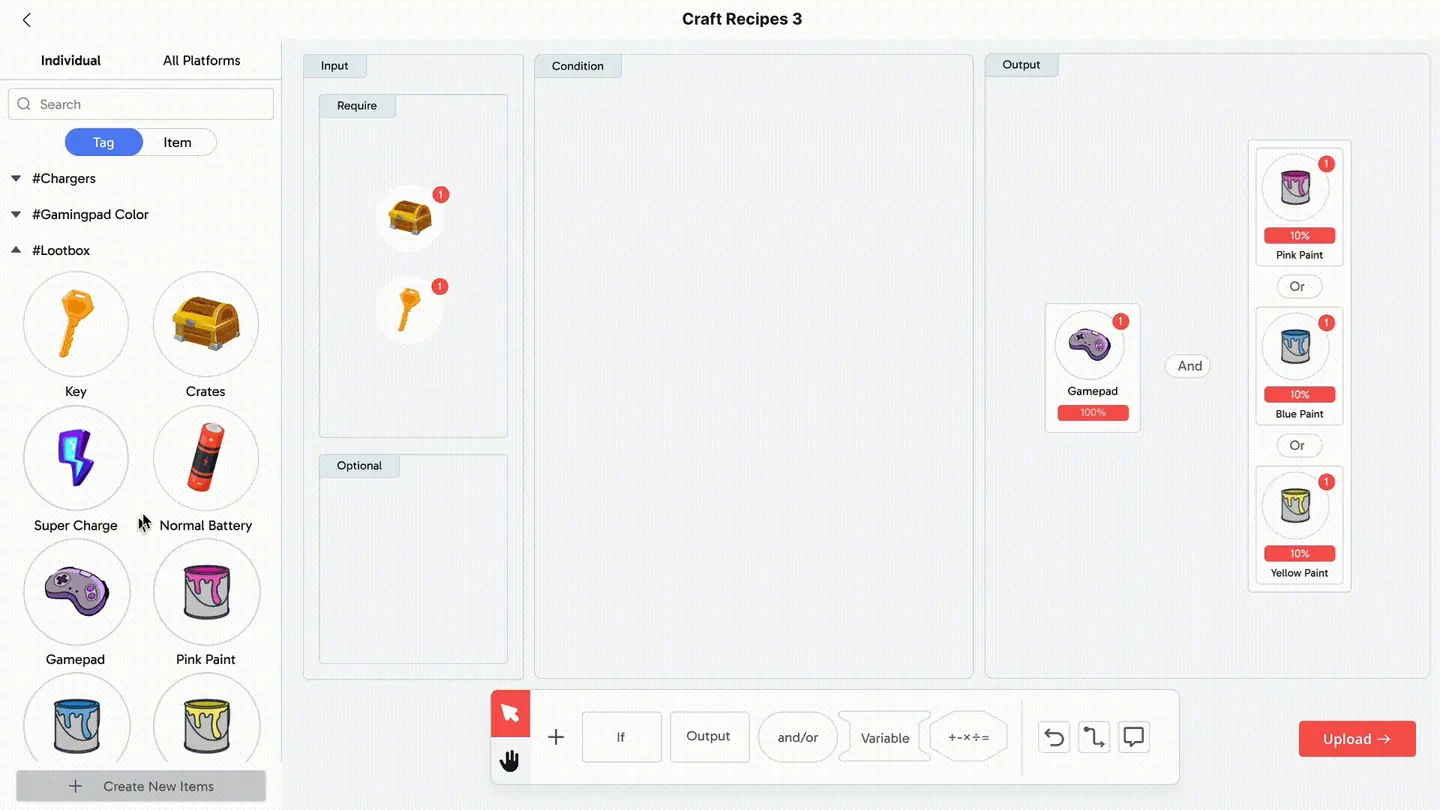 Craft Recipes 3
Individual
All Platforms
Search
Tag
Item
#Chargers
#Gamingpad Color
#Lootbox
Key
Crates
Super Charge
Normal Battery
Gamepad
Pink Paint
Create New Items
Input
Require
1
1
Optional
Condition
Output
1
Gamepad
100%
And
1
10%
Pink Paint
Or
1
10%
Blue Paint
Or
1
10%
Yellow Paint
If
Output
and/or
Variable
+-×÷=
Upload →